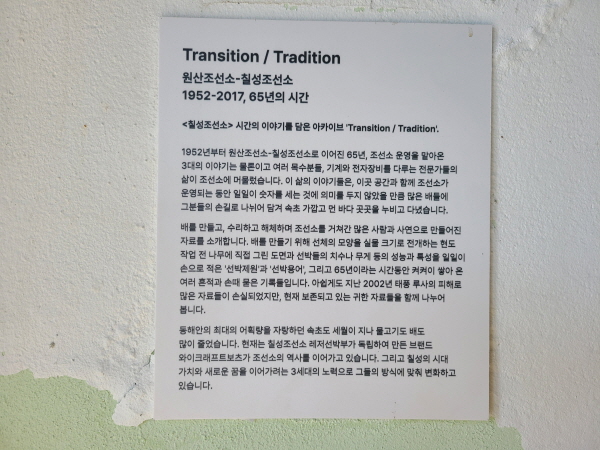 Transition / Tradition
원산조선소-칠성조선소
1952-2017, 65년의 시간
<칠성조선소> 시간의 이야기를 담은 아카이브 'Transition / Tradition'.
1952년부터 원산조선소-칠성조선소로 이어진 65년, 조선소 운영을 맡아온
3대의 이야기는 물론이고 여러 목수분들, 기계와 전자장비를 다루는 전문가들의
삶이 조선소에 머물렀습니다. 이 삶의 이야기들은, 이곳 공간과 함께 조선소가
운영되는 동안 일일이 숫자를 세는 것에 의미를 두지 않았을 만큼 많은 배들에
그분들의 손길로 나뉘어 담겨 속초 가깝고 먼 바다 곳곳을 누비고 다녔습니다.
배를 만들고, 수리하고 해체하며 조선소를 거쳐간 많은 사람과 사연으로 만들어진
자료를 소개합니다. 배를 만들기 위해 선체의 모양을 실물 크기로 전개하는 현도
작업 전 나무에 직접 그린 도면과 선박들의 치수나 무게 등의 성능과 특성을 일일이
손으로 적은 '선박제원'과 '선박용어', 그리고 65년이라는 시간동안 켜켜이 쌓아 온
여러 흔적과 손때 묻은 기록들입니다. 아쉽게도 지난 2002년 태풍 루사의 피해로
많은 자료들이 손실되었지만, 현재 보존되고 있는 귀한 자료들을 함께 나누어
봅니다.
동해안의 최대의 어획량을 자랑하던 속초도 세월이 지나 물고기도 배도
많이 줄었습니다. 현재는 칠성조선소 레저선박부가 독립하여 만든 브랜드
와이크래프트보츠가 조선소의 역사를 이어가고 있습니다. 그리고 칠성의 시대
가치와 새로운 꿈을 이어가려는 3세대의 노력으로 그들의 방식에 맞춰 변화하고
있습니다.